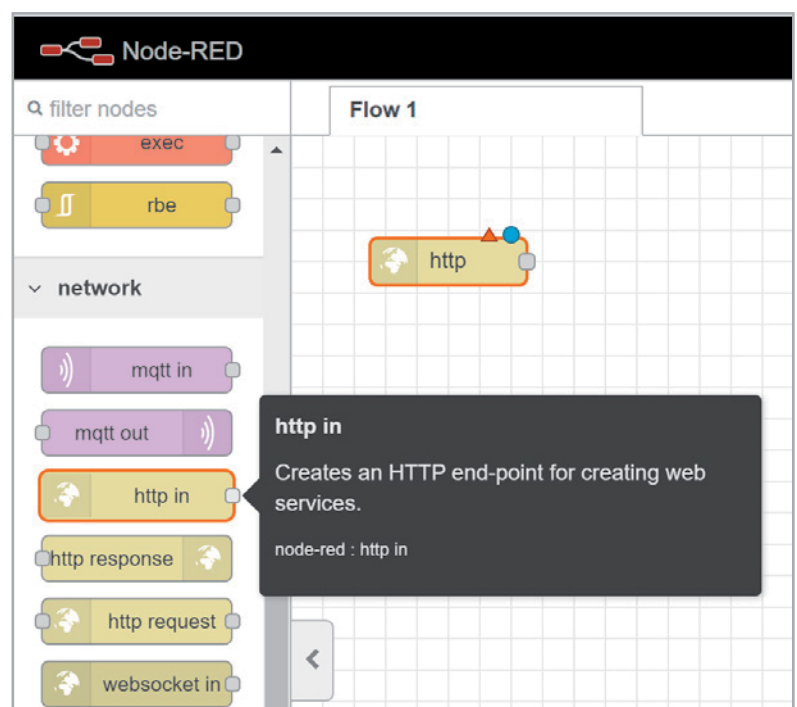 Node-RED
filter nodes
Flow 1
exec
rbe
http
network
mqtt in
mqtt out
http in
http in
Creates an HTTP end-point for creating web
services.
node-red : http in
http response
http request
websocket in